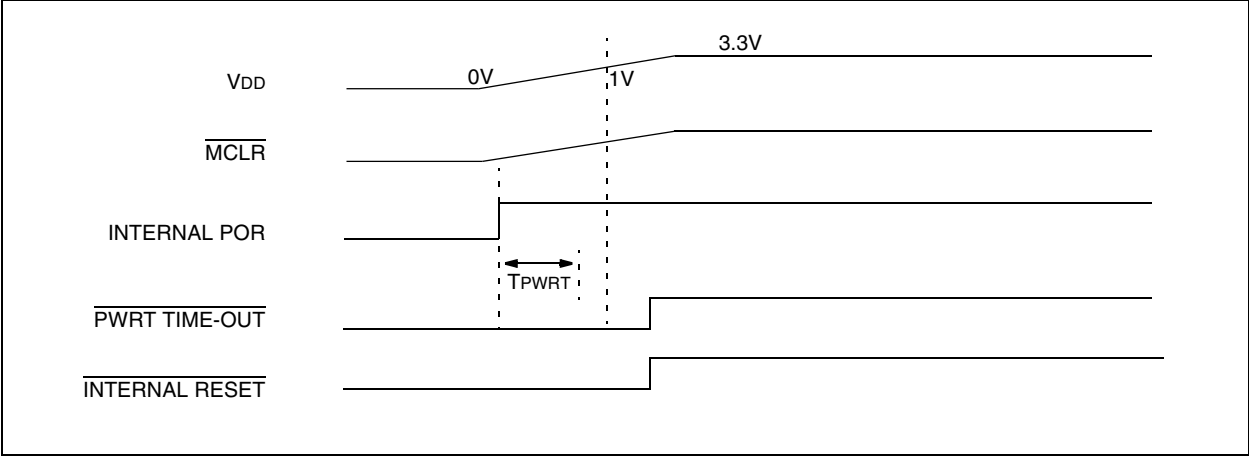 3.3V
VDD
0V
1V
MCLR
INTERNAL POR
TPWRT
PWRT TIME-OUT
INTERNAL RESET